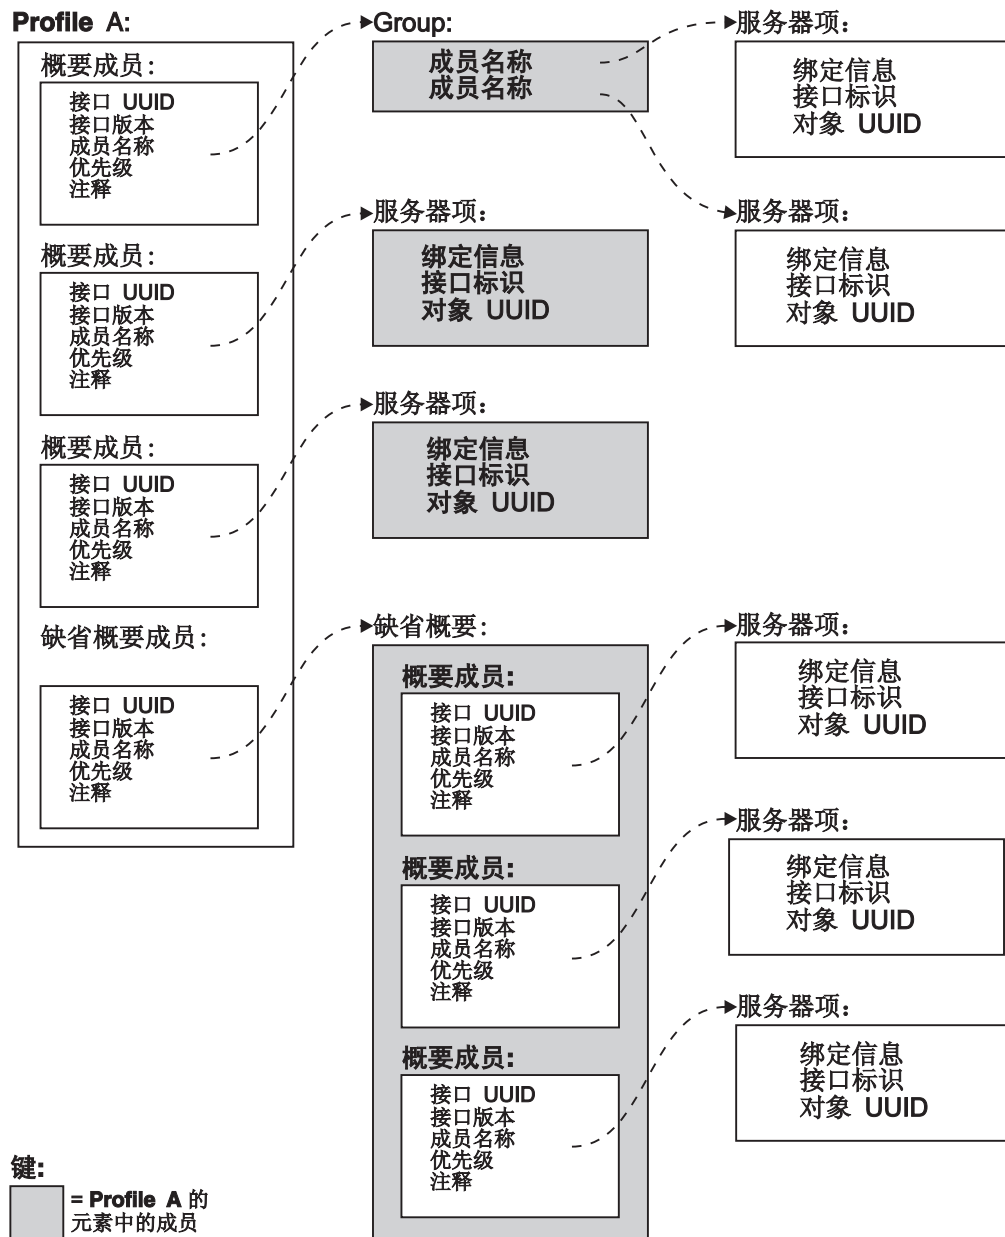 Profile A:
概要成员:
接口 UUID
接口版本
成员名称
优先级
注释
概要成员:
接口 UUID
接口版本
成员名称
优先级
注释
概要成员:
接口 UUID
接口版本
成员名称
优先级
注释
缺省概要成员:
接口 UUID
接口版本
成员名称
优先级
注释
Group:
成员名称
成员名称
服务器项:
绑定信息
接口标识
对象 UUID
服务器项:
绑定信息
接口标识
对象 UUID
缺省概要:
概要成员:
接口 UUID
接口版本
成员名称
优先级
注释
概要成员:
接口 UUID
接口版本
成员名称
优先级
注释
概要成员:
接口 UUID
接口版本
成员名称
优先级
注释
服务器项:
绑定信息
接口标识
对象 UUID
服务器项:
绑定信息
接口标识
对象 UUID
服务器项:
绑定信息
接口标识
对象 UUID
服务器项:
绑定信息
接口标识
对象 UUID
服务器项:
绑定信息
接口标识
对象 UUID
键:
= Profile A 的
元素中的成员